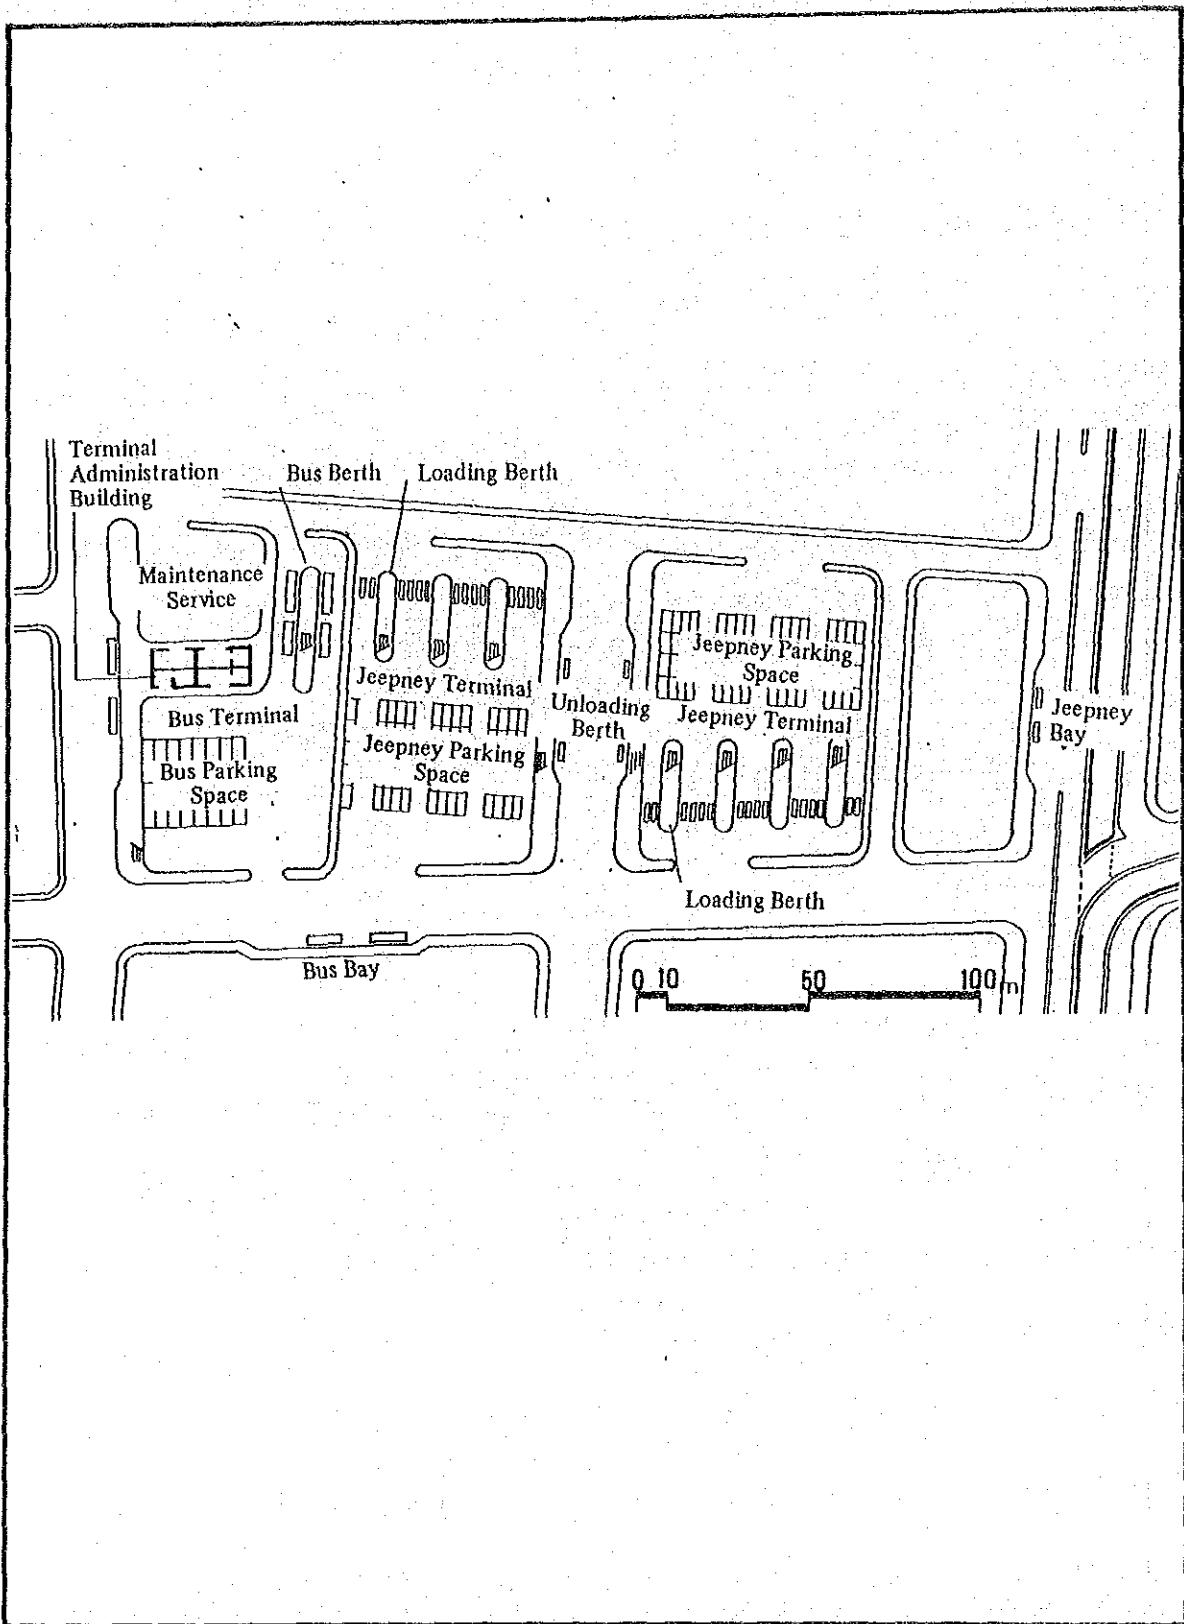 Terminal
Administration
Building
Bus Berth
Loading Berth
Maintenance
Service
Jeepney Parking
Space
Jeepney Terminal
Unloading
Berth
Jeepney Terminal
Jeepney
Bay
Bus Terminal
Jeepney Parking
Space
Bus Parking
Space
Loading Berth
Bus Bay
0 10 50 100 m